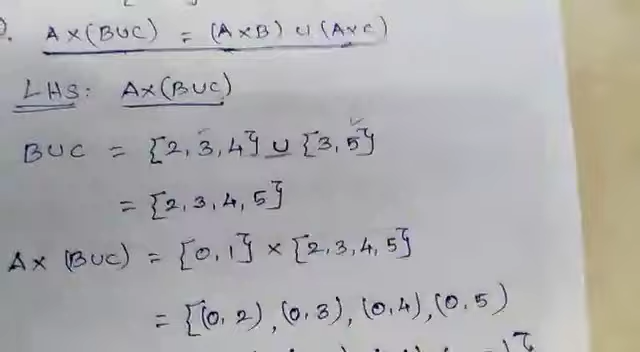 A×(B∪C) = (A×B) ∪ (A×C)
LHS: A×(B∪C)
B∪C = {2, 3, 4} ∪ {3, 5}
= {2, 3, 4, 5}
A× (B∪C) = {0, 1} × {2, 3, 4, 5}
= {(0, 2), (0, 3), (0, 4), (0, 5)